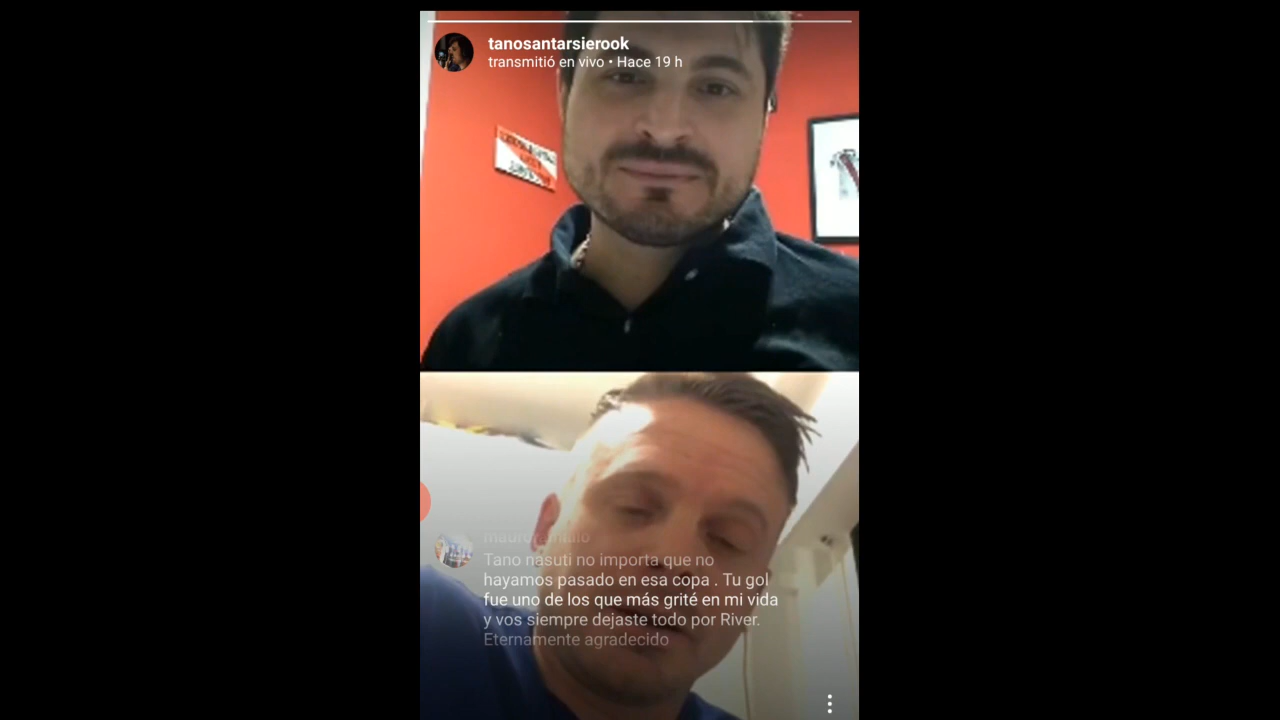 tanosantarsierook
transmitió en vivo • Hace 19 h
Tano nasuti no importa que no
hayamos pasado en esa copa . Tu gol
fue uno de los que más grité en mi vida
y vos siempre dejaste todo por River.
Eternamente agradecido